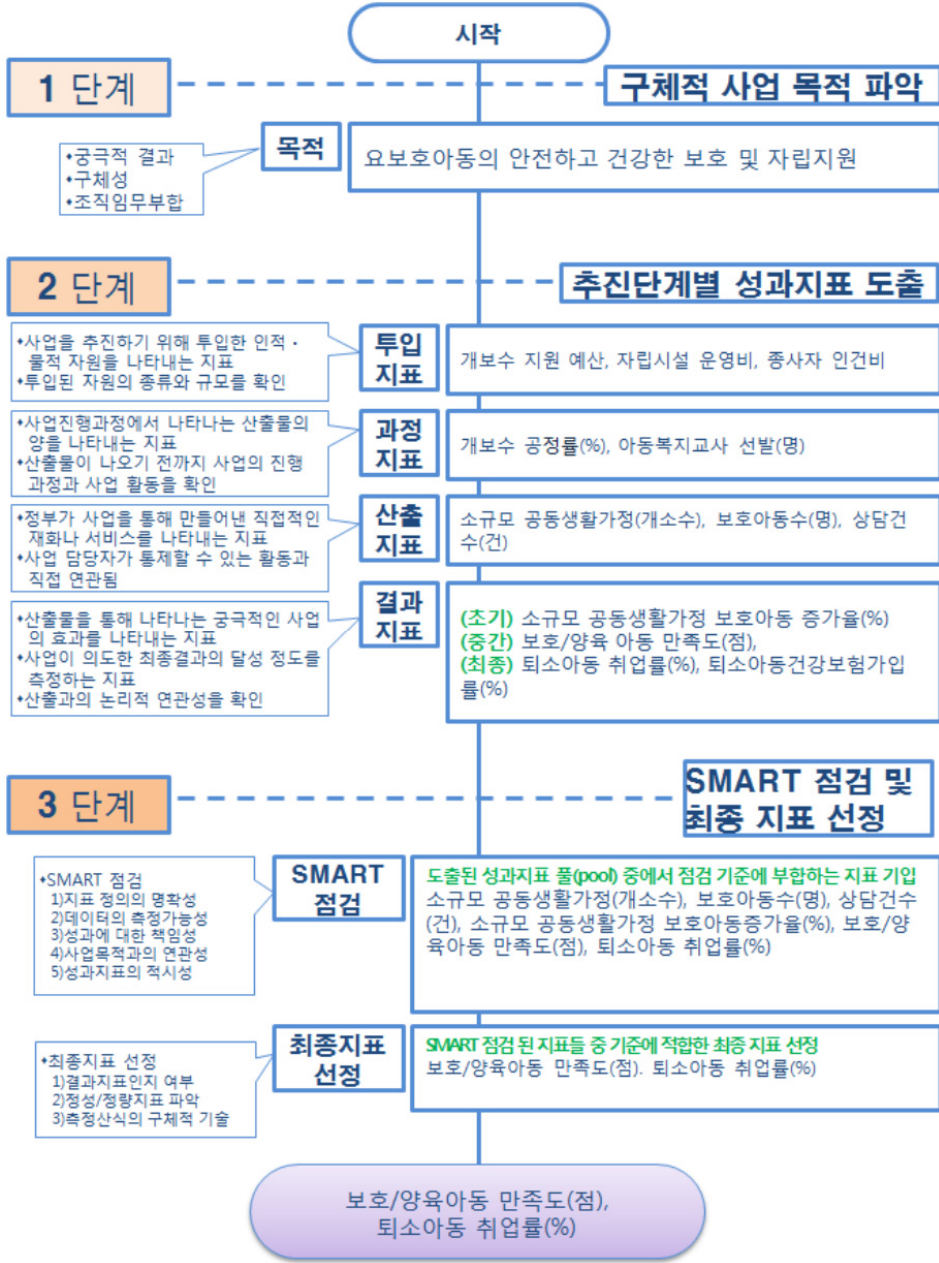 시작
1 단계
구체적 사업 목적 파악
목적
요보호아동의 안전하고 건강한 보호 및 자립지원
•궁극적 결과
•구체성
•조직임무부합
2 단계
추진단계별 성과지표 도출
•사업을 추진하기 위해 투입한 인적·
물적 자원을 나타내는 지표
•투입된 자원의 종류와 규모를 확인
투입
지표
개보수 지원 예산, 자립시설 운영비, 종사자 인건비
•사업진행과정에서 나타나는 산출물의
양을 나타내는 지표
•산출물이 나오기 전까지 사업의 진행
과정과 사업 활동을 확인
과정
지표
개보수 공정률(%), 아동복지교사 선발(명)
•정부가 사업을 통해 만들어낸 직접적인
재화나 서비스를 나타내는 지표
•사업 담당자가 통제할 수 있는 활동과
직접 연관됨
산출
지표
소규모 공동생활가정(개소수), 보호아동수(명), 상담건
수(건)
•산출물을 통해 나타나는 궁극적인 사업
의 효과를 나타내는 지표
•사업이 의도한 최종결과의 달성 정도를
측정하는 지표
•산출과의 논리적 연관성을 확인
결과
지표
(초기) 소규모 공동생활가정 보호아동 증가율(%)
(중간) 보호/양육 아동 만족도(점),
(최종) 퇴소아동 취업률(%), 퇴소아동건강보험가입
률(%)
3 단계
SMART 점검 및
최종 지표 선정
•SMART 점검
1)지표 정의의 명확성
2)데이터의 측정가능성
3)성과에 대한 책임성
4)사업목적과의 연관성
5)성과지표의 적시성
SMART
점검
도출된 성과지표 풀(pool) 중에서 점검 기준에 부합하는 지표 기입
소규모 공동생활가정(개소수), 보호아동수(명), 상담건수
(건), 소규모 공동생활가정 보호아동증가율(%), 보호/양
육아동 만족도(점), 퇴소아동 취업률(%)
•최종지표 선정
1)결과지표인지 여부
2)정성/정량지표 파악
3)측정산식의 구체적 기술
최종지표
선정
SMART 점검 된 지표들 중 기준에 적합한 최종 지표 선정
보호/양육아동 만족도(점). 퇴소아동 취업률(%)
보호/양육아동 만족도(점),
퇴소아동 취업률(%)